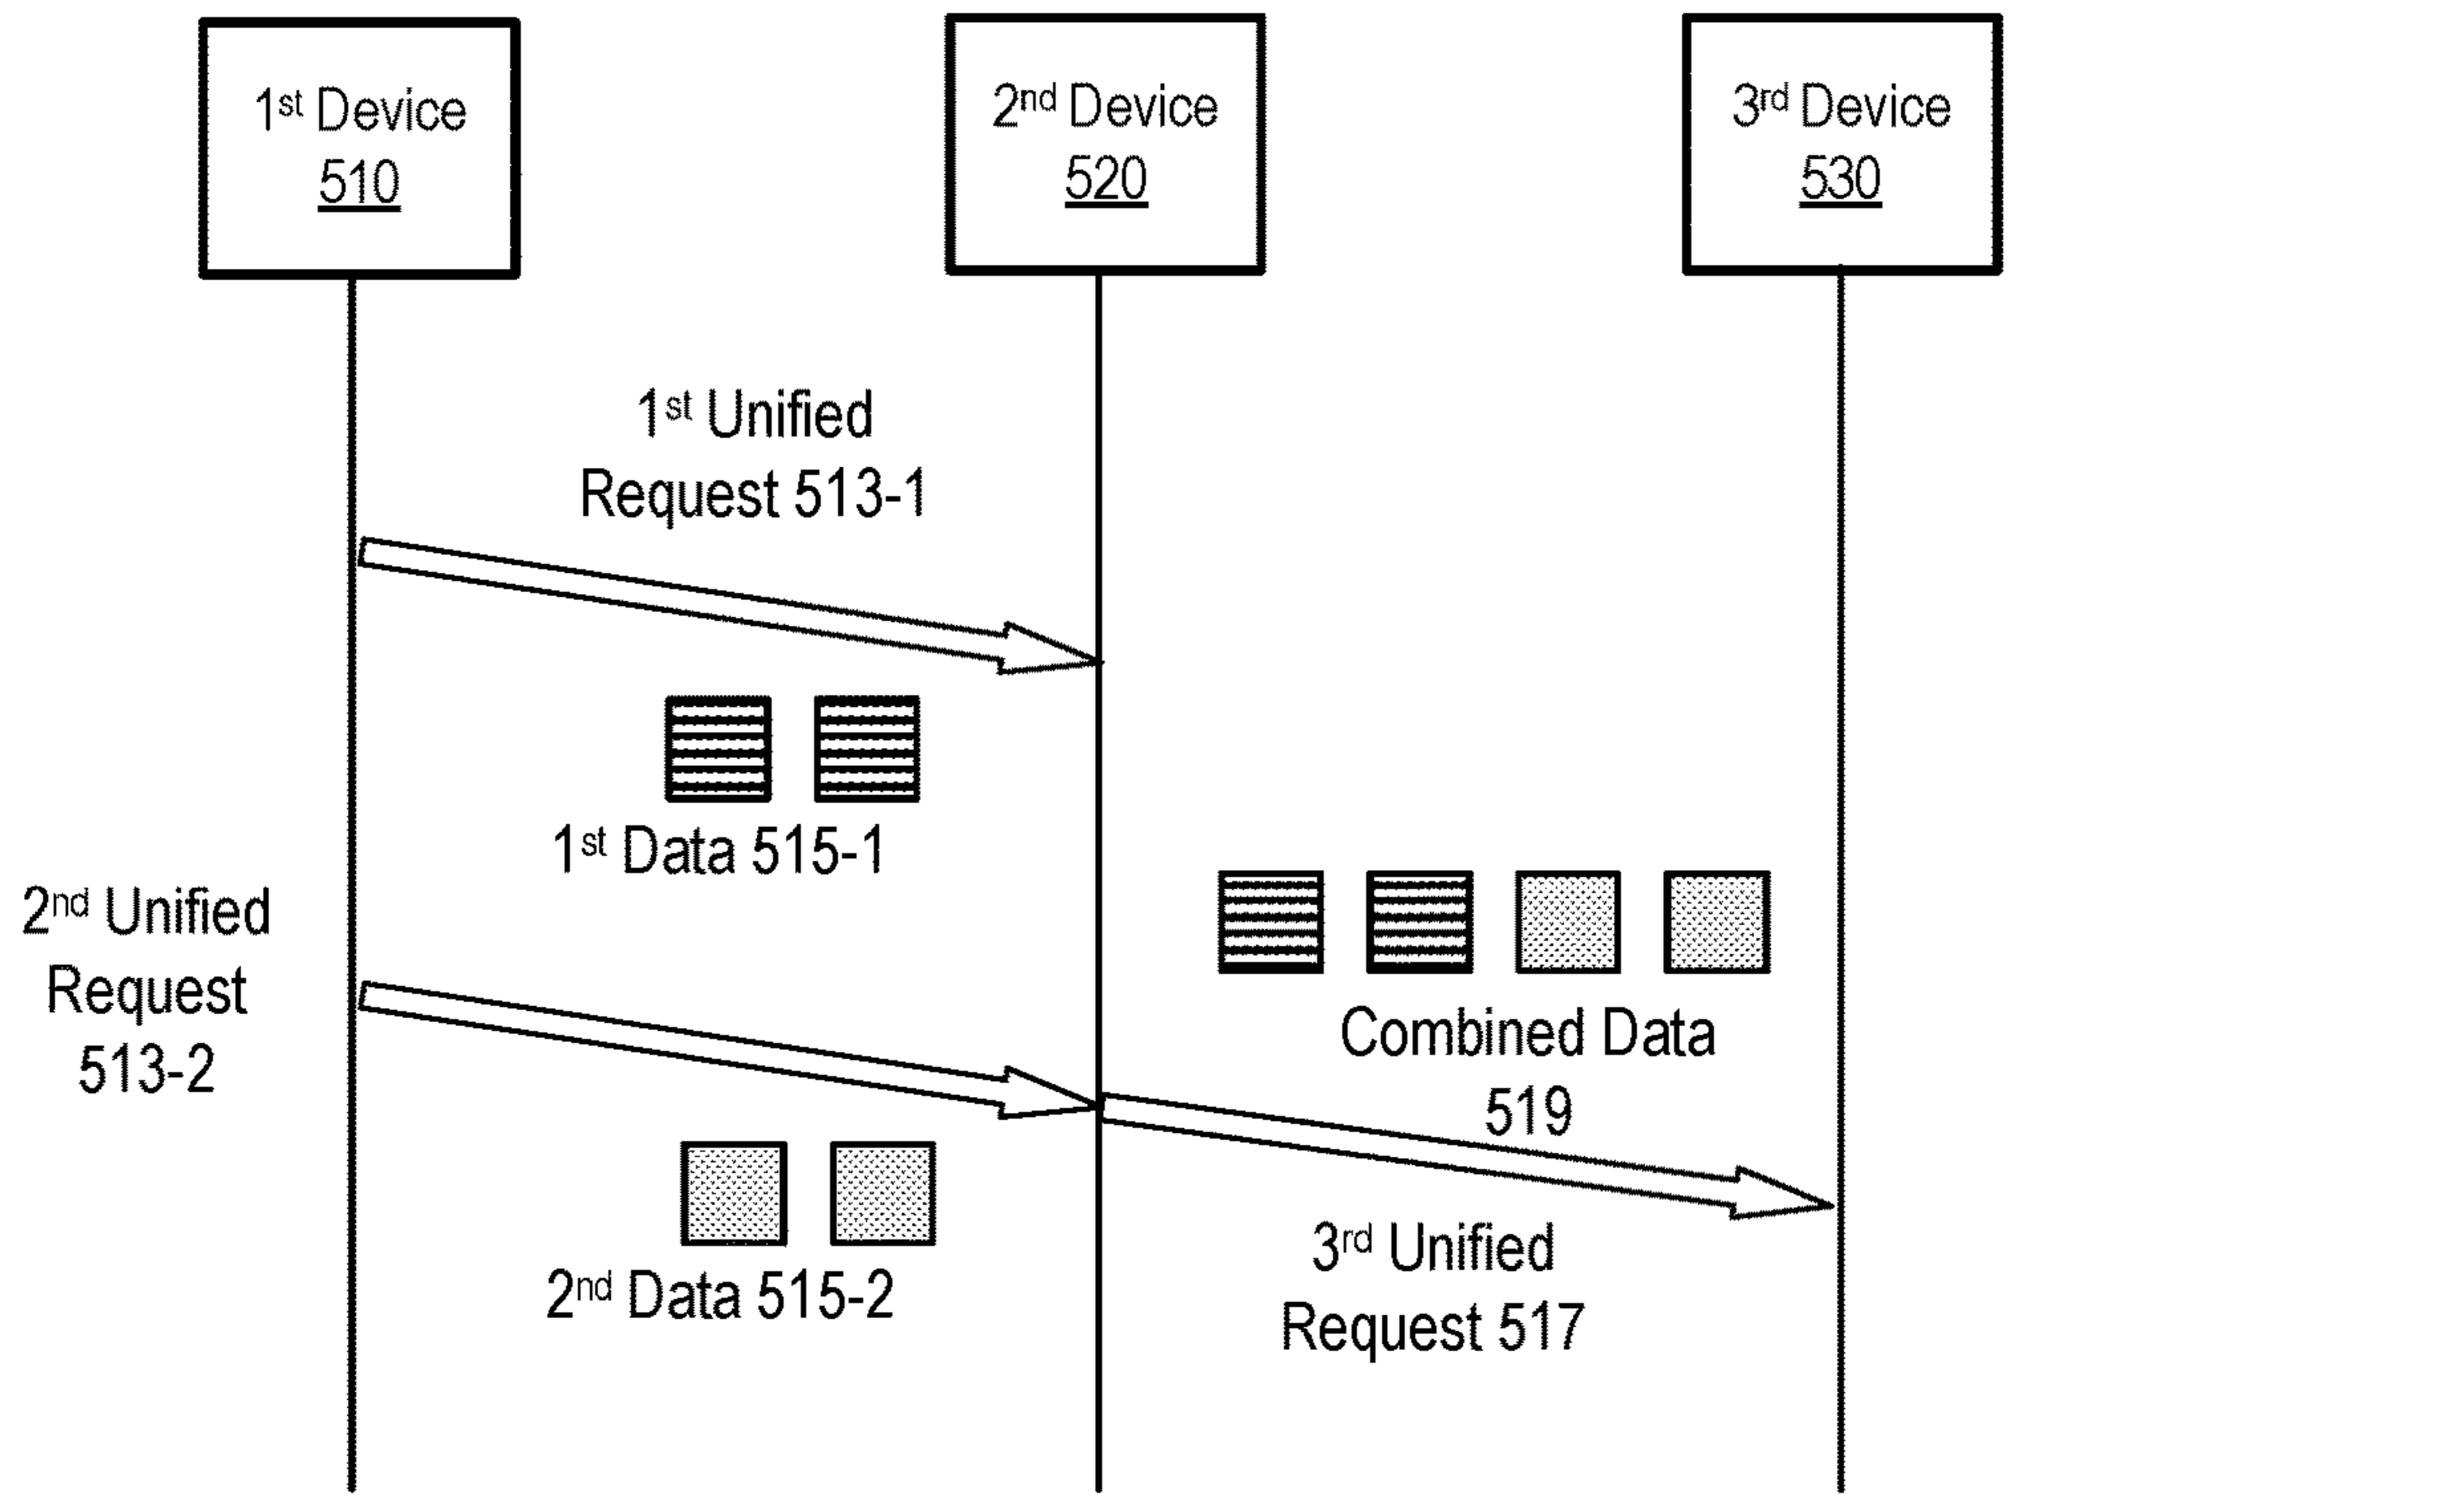 1st Device
510
2nd Device
520
3rd Device
530
1st Unified
Request 513-1
1st Data 515-1
2nd Unified
Request
513-2
Combined Data
519
2nd Data 515-2
3rd Unified
Request 517